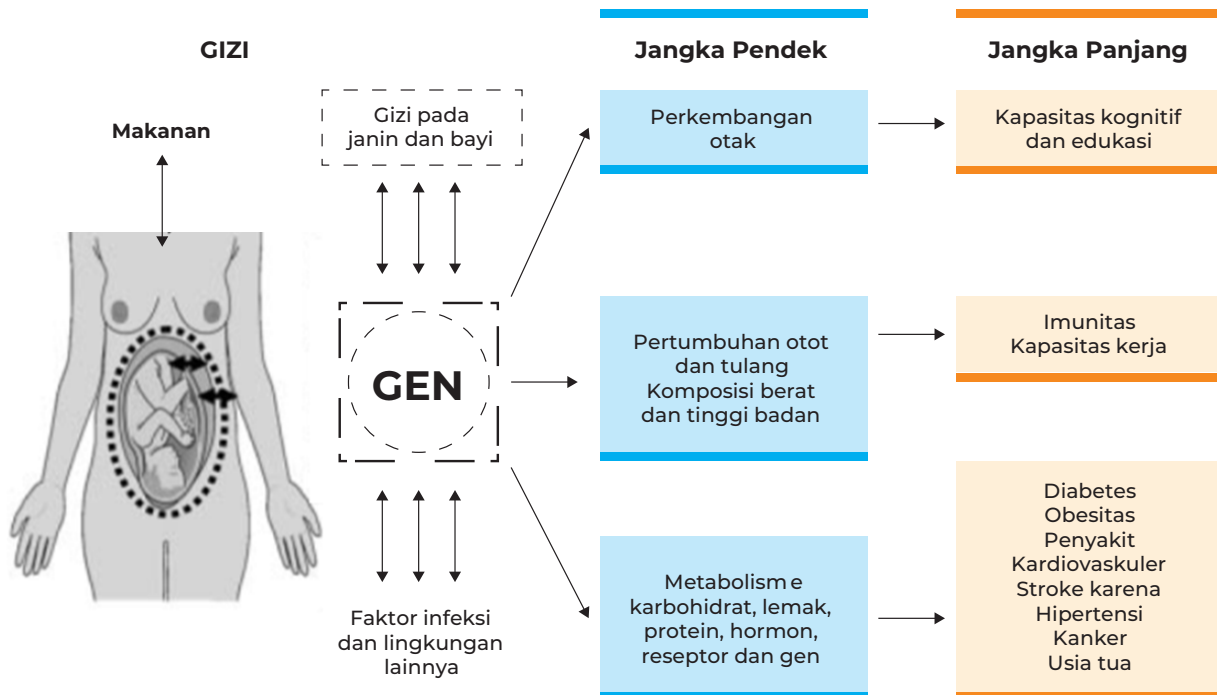 GIZI
Makanan
Gizi pada
janin dan bayi
GEN
Faktor infeksi
dan lingkungan
lainnya
Jangka Pendek
Perkembangan
otak
Pertumbuhan otot
dan tulang
Komposisi berat
dan tinggi badan
Metabolisme
karbohidrat, lemak,
protein, hormon,
reseptor dan gen
Jangka Panjang
Kapasitas kognitif
dan edukasi
Imunitas
Kapasitas kerja
Diabetes
Obesitas
Penyakit
Kardiovaskuler
Stroke karena
Hipertensi
Kanker
Usia tua